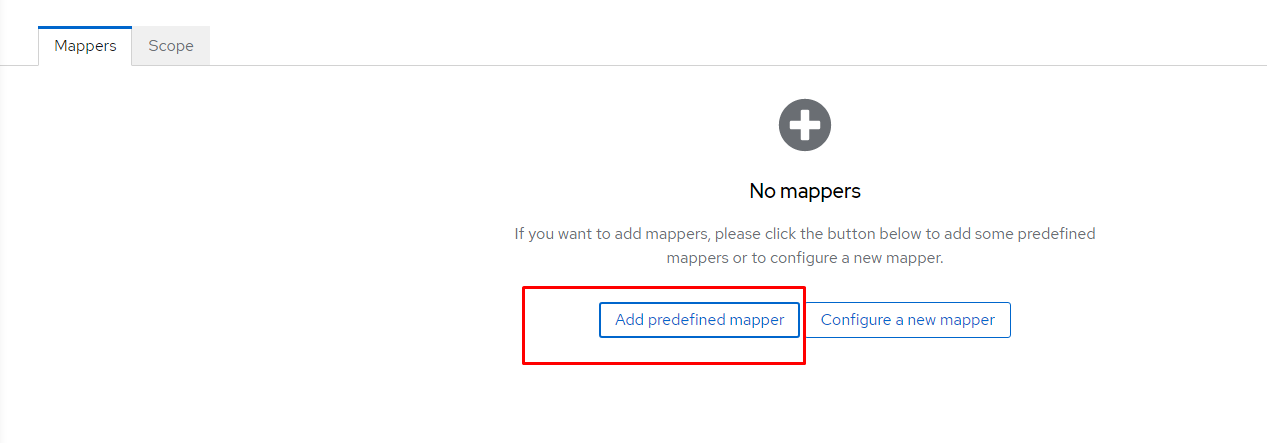 Mappers
Scope
No mappers
If you want to add mappers, please click the button below to add some predefined
mappers or to configure a new mapper.
Add predefined mapper
Configure a new mapper